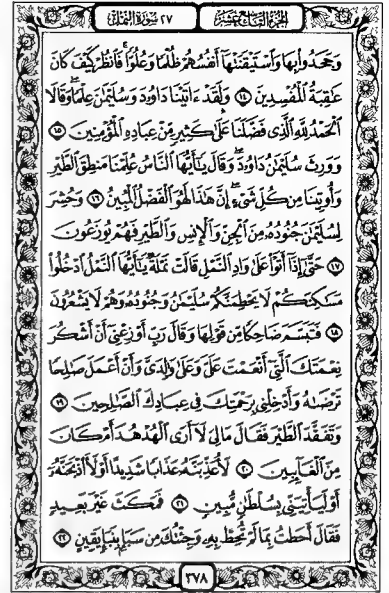 الجزء التاسع عشر
٢٧ سورة النمل
وَجَحَدُوا۟ بِهَا وَٱسْتَيْقَنَتْهَآ أَنفُسُهُمْ ظُلْمًا وَعُلُوًّا ۚ فَٱنظُرْ كَيْفَ كَانَ
عَٰقِبَةُ ٱلْمُفْسِدِينَ ١٤ وَلَقَدْ ءَاتَيْنَا دَاوُۥدَ وَسُلَيْمَٰنَ عِلْمًا ۖ وَقَالَا
ٱلْحَمْدُ لِلَّهِ ٱلَّذِى فَضَّلَنَا عَلَىٰ كَثِيرٍ مِّنْ عِبَادِهِ ٱلْمُؤْمِنِينَ ١٥
وَوَرِثَ سُلَيْمَٰنُ دَاوُۥدَ ۖ وَقَالَ يَٰٓأَيُّهَا ٱلنَّاسُ عُلِّمْنَا مَنطِقَ ٱلطَّيْرِ
وَأُوتِينَا مِن كُلِّ شَىْءٍ ۖ إِنَّ هَٰذَا لَهُوَ ٱلْفَضْلُ ٱلْمُبِينُ ١٦ وَحُشِرَ
لِسُلَيْمَٰنَ جُنُودُهُۥ مِنَ ٱلْجِنِّ وَٱلْإِنسِ وَٱلطَّيْرِ فَهُمْ يُوزَعُونَ
١٧ حَتَّىٰٓ إِذَآ أَتَوْا۟ عَلَىٰ وَادِ ٱلنَّمْلِ قَالَتْ نَمْلَةٌ يَٰٓأَيُّهَا ٱلنَّمْلُ ٱدْخُلُوا۟
مَسَٰكِنَكُمْ لَا يَحْطِمَنَّكُمْ سُلَيْمَٰنُ وَجُنُودُهُۥ وَهُمْ لَا يَشْعُرُونَ
١٨ فَتَبَسَّمَ ضَاحِكًا مِّن قَوْلِهَا وَقَالَ رَبِّ أَوْزِعْنِىٓ أَنْ أَشْكُرَ
نِعْمَتَكَ ٱلَّتِىٓ أَنْعَمْتَ عَلَىَّ وَعَلَىٰ وَٰلِدَىَّ وَأَنْ أَعْمَلَ صَٰلِحًا
تَرْضَىٰهُ وَأَدْخِلْنِى بِرَحْمَتِكَ فِى عِبَادِكَ ٱلصَّٰلِحِينَ ١٩
وَتَفَقَّدَ ٱلطَّيْرَ فَقَالَ مَالِىَ لَآ أَرَى ٱلْهُدْهُدَ أَمْ كَانَ
مِنَ ٱلْغَآئِبِينَ ٢٠ لَأُعَذِّبَنَّهُۥ عَذَابًا شَدِيدًا أَوْ لَأَا۟ذْبَحَنَّهُۥٓ
أَوْ لَيَأْتِيَنِّى بِسُلْطَٰنٍ مُّبِينٍ ٢١ فَمَكَثَ غَيْرَ بَعِيدٍ
فَقَالَ أَحَطتُ بِمَا لَمْ تُحِطْ بِهِۦ وَجِئْتُكَ مِن سَبَإٍۭ بِنَبَإٍ يَقِينٍ ٢٢
٣٧٨